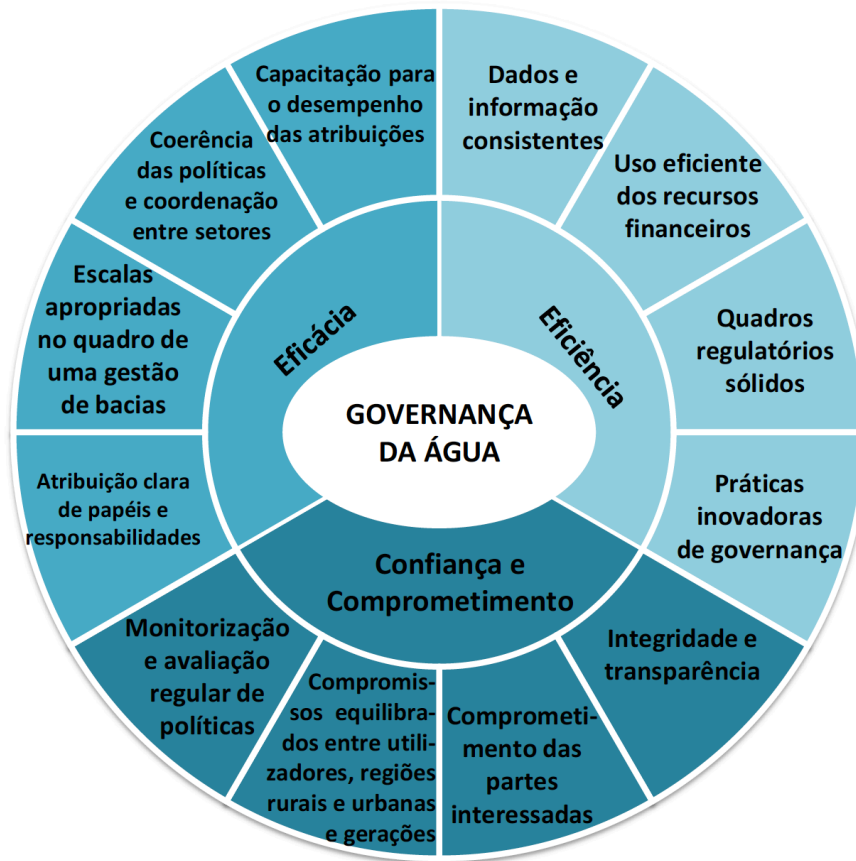 Capacitação para
o desempenho
das atribuições
Dados e
informação
consistentes
Coerência
das políticas
e coordenação
entre setores
Uso eficiente
dos recursos
financeiros
Escalas
apropriadas
no quadro de
uma gestão
de bacias
Eficácia
Eficiência
Quadros
regulatórios
sólidos
GOVERNANÇA
DA ÁGUA
Atribuição clara
de papéis e
responsabilidades
Práticas
inovadoras
de governança
Confiança e
Comprometimento
Monitorização
e avaliação
regular de
políticas
Integridade e
transparência
Compromis-
sos equilibra-
dos entre utili-
zadores, regiões
rurais e urbanas
e gerações
Comprometi-
mento das
partes
interessadas